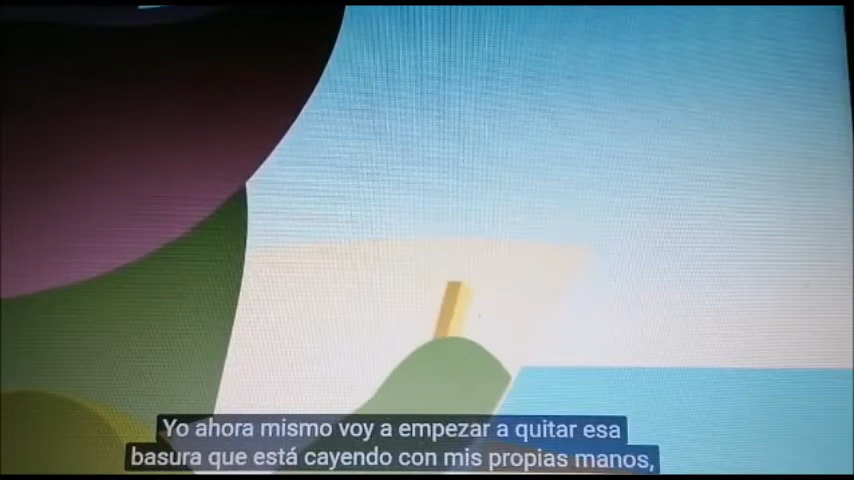 Yo ahora mismo voy a empezar a quitar esa
basura que está cayendo con mis propias manos,